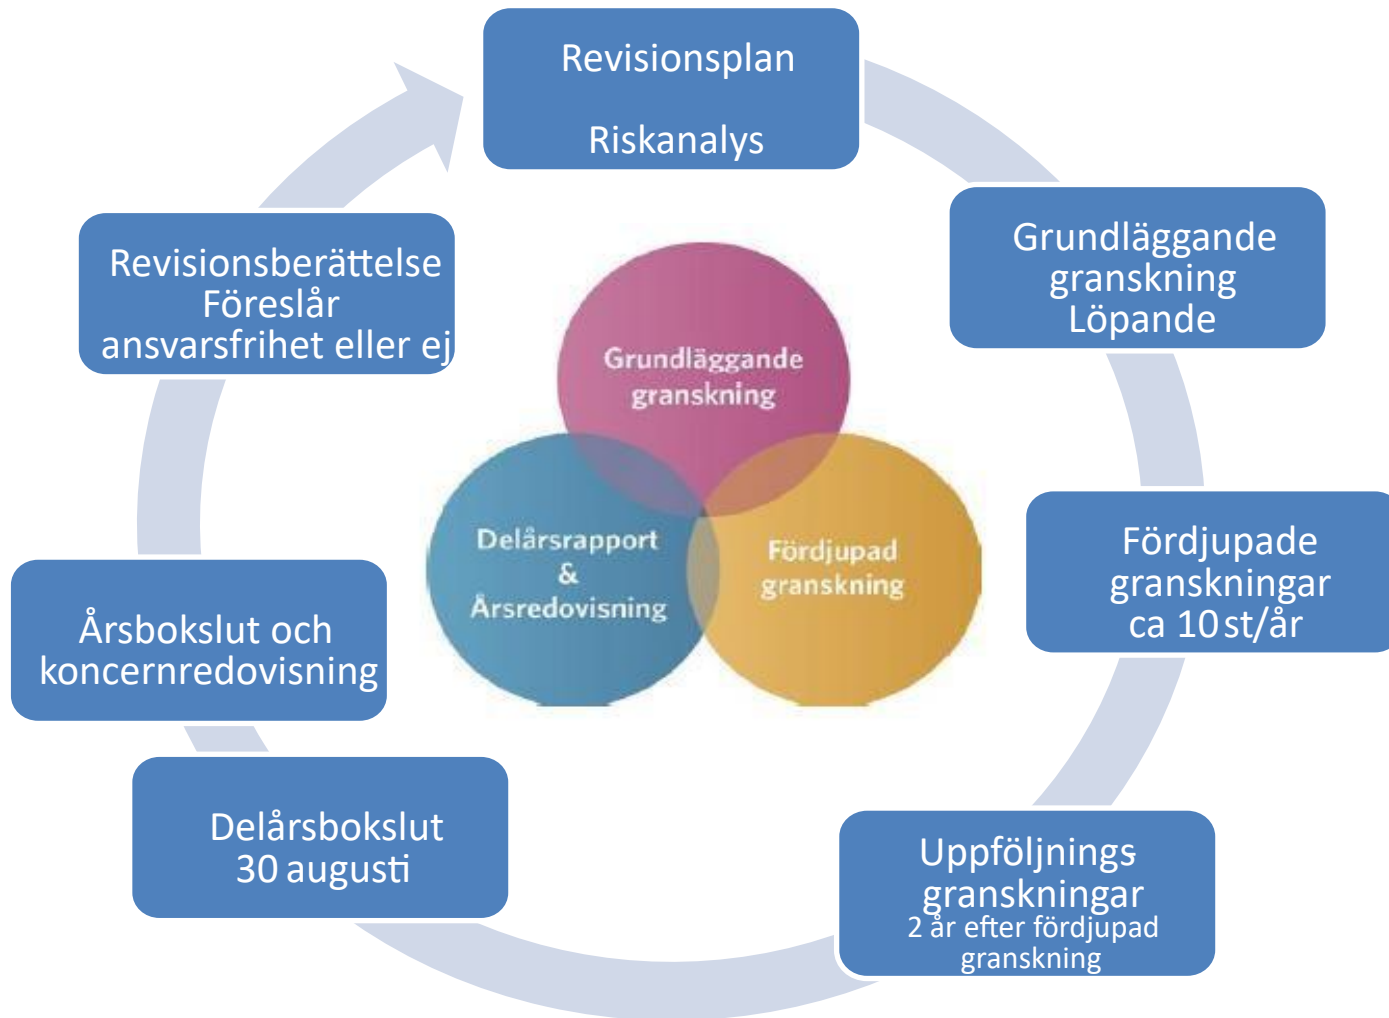 Revisionsplan
Riskanalys
Grundläggande
granskning
Löpande
Fördjupade
granskningar
ca 10 st/år
Uppföljnings
granskningar
2 år efter fördjupad
granskning
Delårsbokslut
30 augusti
Årsbokslut och
koncernredovisning
Revisionsberättelse
Föreslår
ansvarsfrihet eller ej
Grundläggande
granskning
Delårsrapport
&
Årsredovisning
Fördjupad
granskning